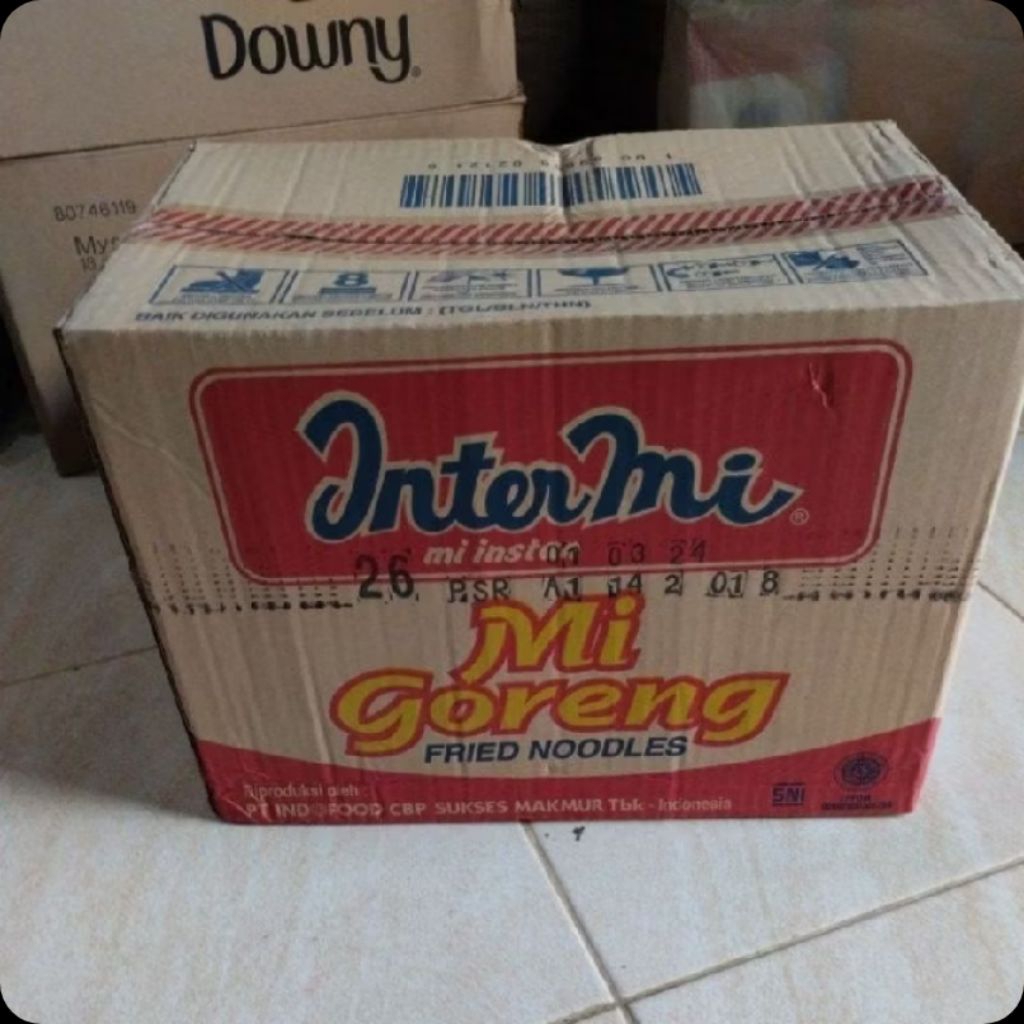 Downy
80746119
8
BAIK DIGUNAKAN SEBELUM : (TGL/BLN/THN)
InterMi®
mi instan
01 03 24
26 PSR A1 14 2 018
Mi
Goreng
FRIED NOODLES
Diproduksi oleh :
PT INDOFOOD CBP SUKSES MAKMUR Tbk - Indonesia
SNI